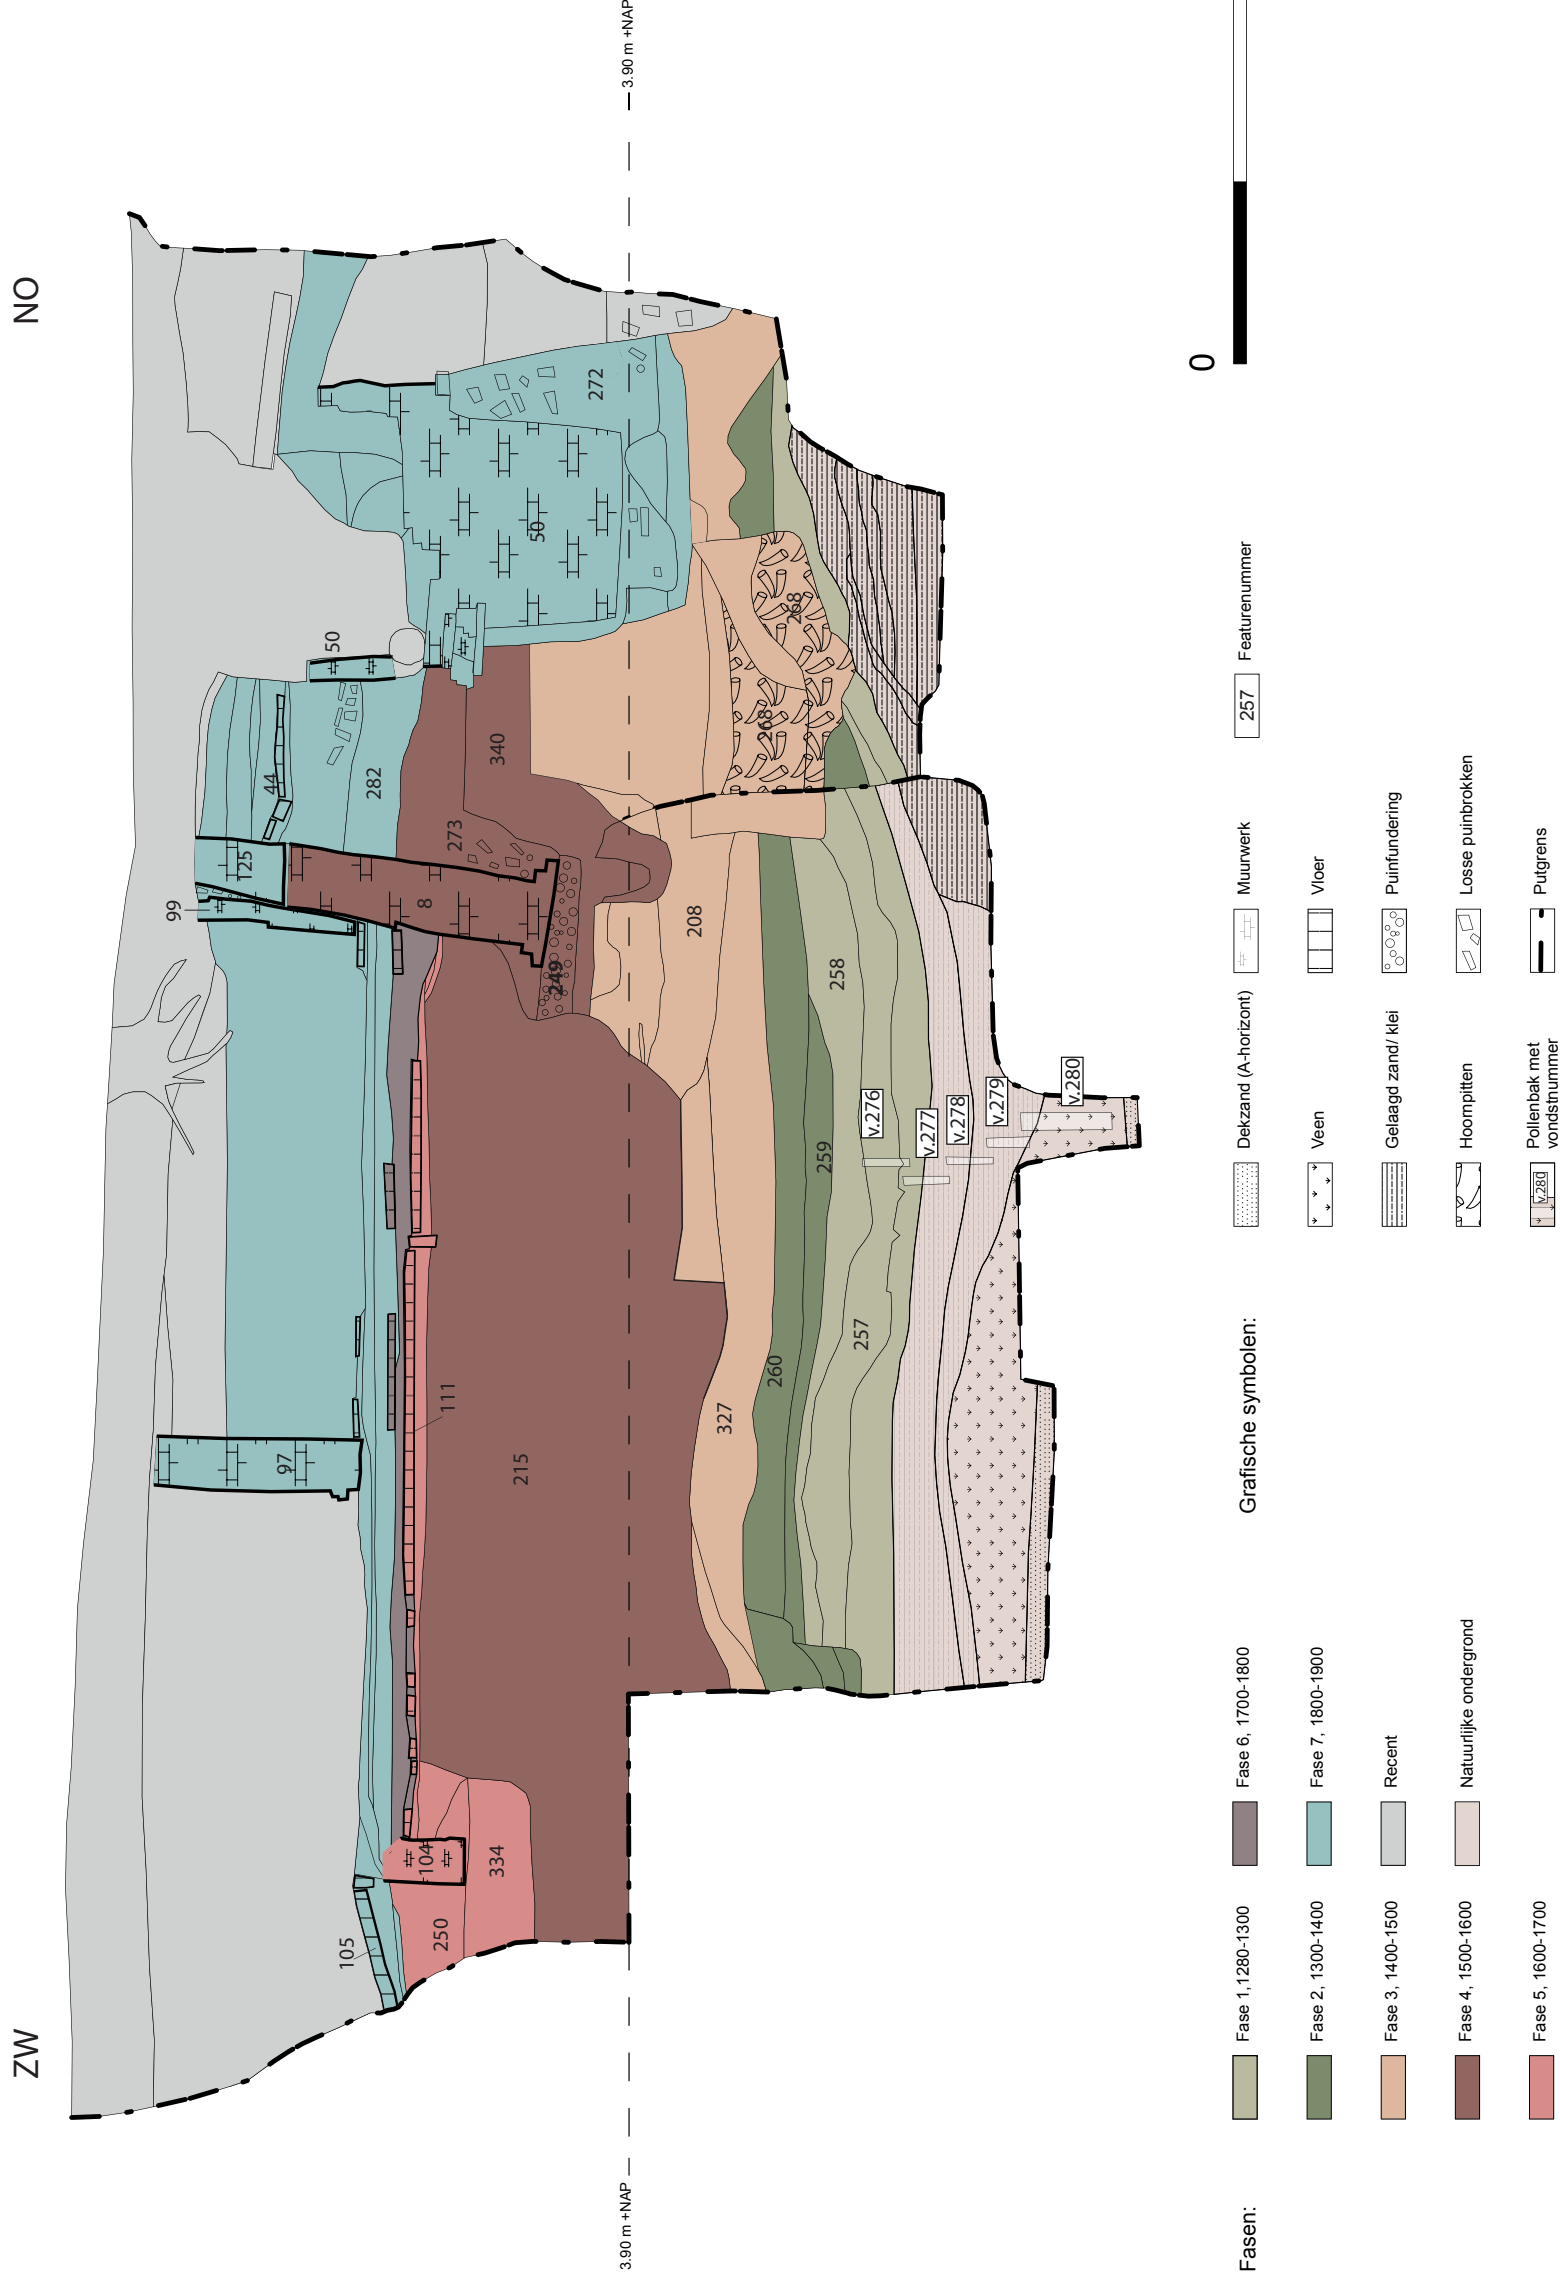 ZW
NO
99
125
44
50
97
105
282
272
8
273
340
50
111
104
250
334
215
249
3.90 m +NAP
3.90 m +NAP
208
268
268
327
260
259
258
257
v.276
v.277
v.278
v.279
v.280
0
Fasen:
Fase 1,1280-1300
Fase 2, 1300-1400
Fase 3, 1400-1500
Fase 4, 1500-1600
Fase 5, 1600-1700
Fase 6, 1700-1800
Fase 7, 1800-1900
Recent
Natuurlijke ondergrond
Grafische symbolen:
Dekzand (A-horizont)
Veen
Gelaagd zand/ klei
Hoornpitten
v.280
Pollenbak met
vondstnummer
Muurwerk
Vloer
Puinfundering
Losse puinbrokken
Putgrens
257
Featurenummer